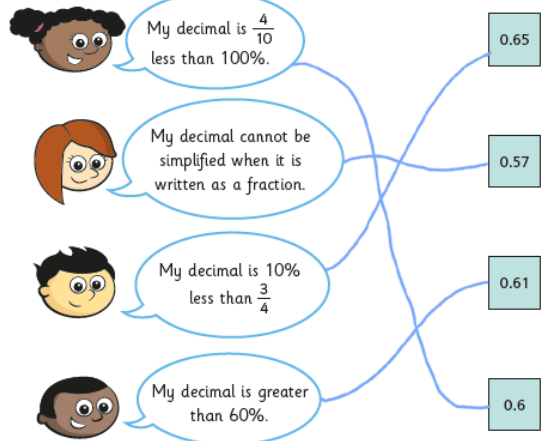 My decimal is 4/10
less than 100%.
0.65
My decimal cannot be
simplified when it is
written as a fraction.
0.57
My decimal is 10%
less than 3/4
0.61
My decimal is greater
than 60%.
0.6